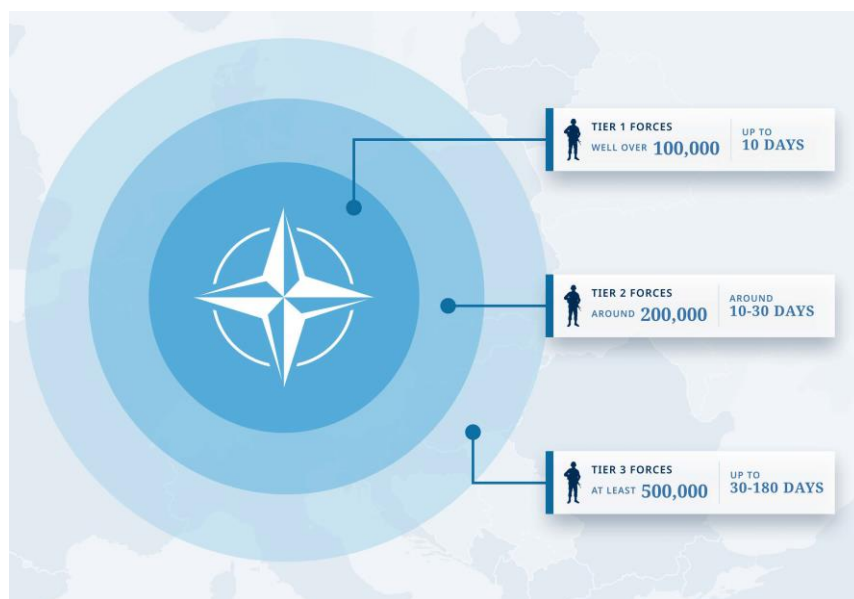 TIER 1 FORCES
WELL OVER 100,000
UP TO
10 DAYS
TIER 2 FORCES
AROUND 200,000
AROUND
10-30 DAYS
TIER 3 FORCES
AT LEAST 500,000
UP TO
30-180 DAYS